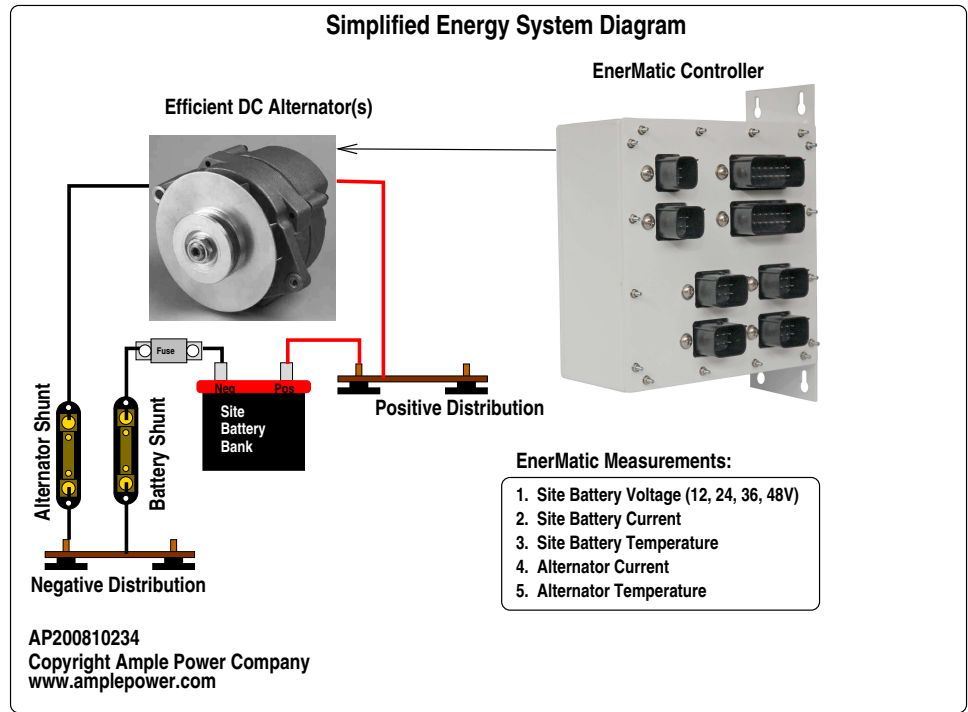 Simplified Energy System Diagram
EnerMatic Controller
Efficient DC Alternator(s)
Fuse
Neg
Pos
Site
Battery
Bank
Positive Distribution
Alternator Shunt
Battery Shunt
Negative Distribution
EnerMatic Measurements:
1. Site Battery Voltage (12, 24, 36, 48V)
2. Site Battery Current
3. Site Battery Temperature
4. Alternator Current
5. Alternator Temperature
AP200810234
Copyright Ample Power Company
www.amplepower.com